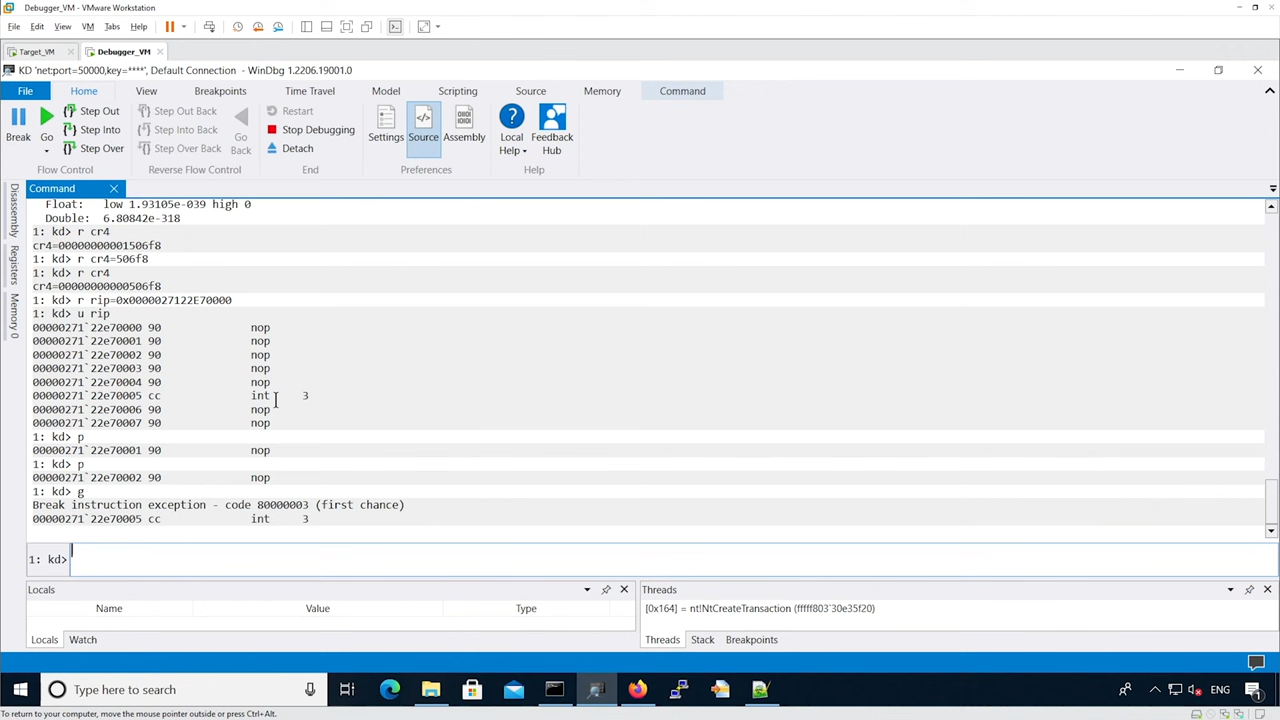 Debugger_VM - VMware Workstation
File Edit View VM Tabs Help
Target_VM Debugger_VM
KD 'net:port=50000,key=****', Default Connection - WinDbg 1.2206.19001.0
File Home View Breakpoints Time Travel Model Scripting Source Memory Command
Break Go Step Out Step Into Step Over Step Out Back Step Into Back Step Over Back Go Back Restart Stop Debugging Detach Settings Source Assembly Local Help Feedback Hub
Flow Control Reverse Flow Control End Preferences Help
Command
Disassembly
Registers
Memory 0
Float: low 1.93105e-039 high 0
Double: 6.80842e-318
1: kd> r cr4
cr4=00000000001506f8
1: kd> r cr4=506f8
1: kd> r cr4
cr4=00000000000506f8
1: kd> r rip=0x0000027122E70000
1: kd> u rip
00000271`22e70000 90 nop
00000271`22e70001 90 nop
00000271`22e70002 90 nop
00000271`22e70003 90 nop
00000271`22e70004 90 nop
00000271`22e70005 cc int 3
00000271`22e70006 90 nop
00000271`22e70007 90 nop
1: kd> p
00000271`22e70001 90 nop
1: kd> p
00000271`22e70002 90 nop
1: kd> g
Break instruction exception - code 80000003 (first chance)
00000271`22e70005 cc int 3
1: kd>
Locals
Name Value Type
Locals Watch
Threads
[0x164] = nt!NtCreateTransaction (fffff803`30e35f20)
Threads Stack Breakpoints
Type here to search
ENG
To return to your computer, move the mouse pointer outside or press Ctrl+Alt.